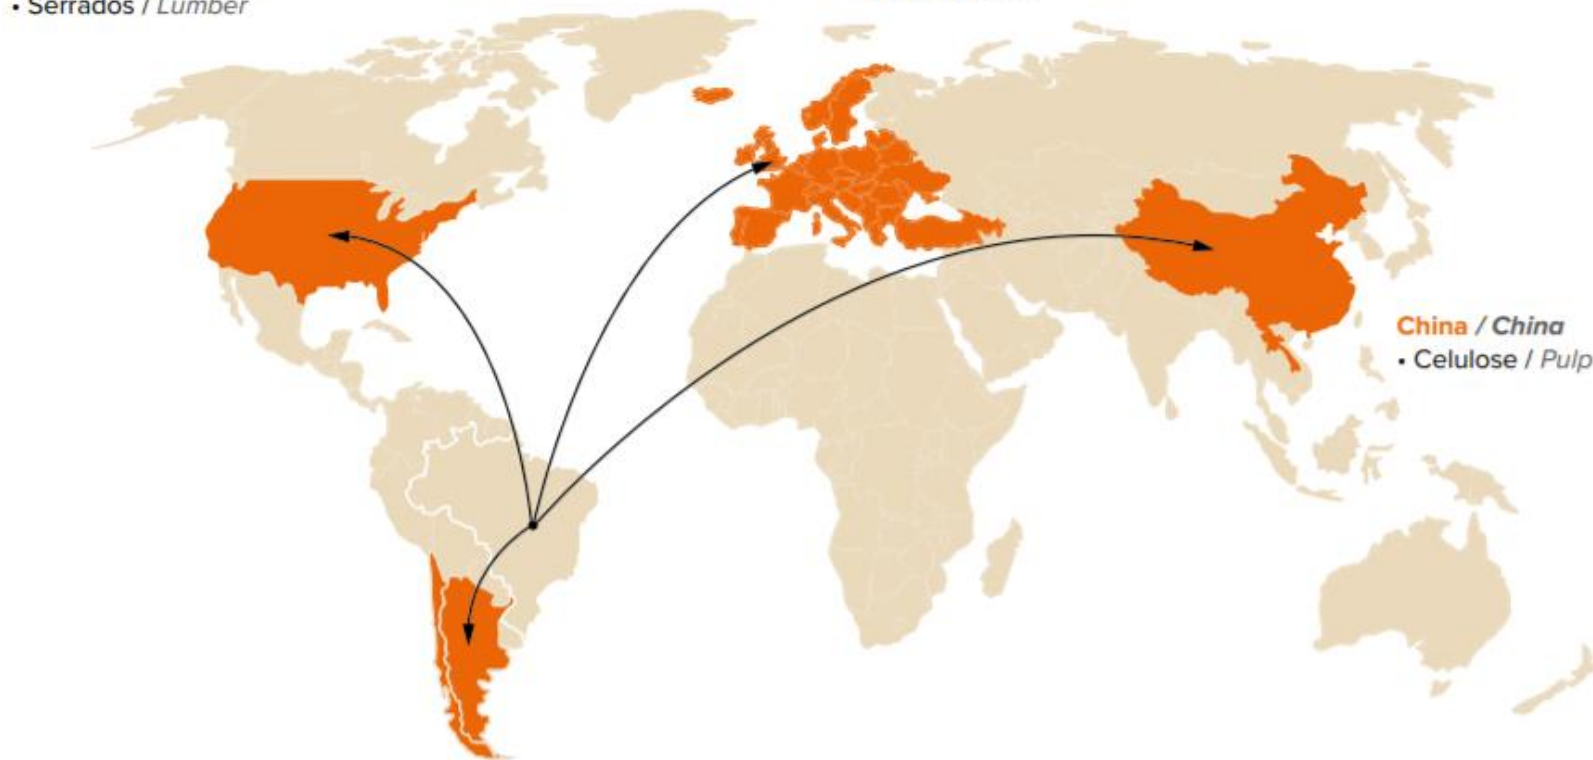 • Serrados / Lumber
China / China
• Celulose / Pulp